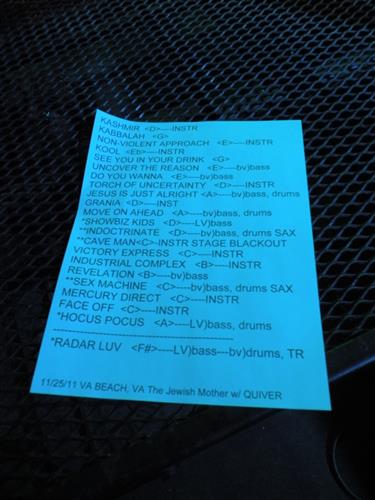 KASHMIR <D>----INSTR
KABBALAH <G>
NON-VIOLENT APPROACH <E>----INSTR
KOOL <Eb>----INSTR
SEE YOU IN YOUR DRINK <G>
UNCOVER THE REASON <E>---bv)bass
DO YOU WANNA <E>---bv)bass
TORCH OF UNCERTAINTY <D>----INSTR
JESUS IS JUST ALRIGHT <A>----bv)bass, drums
GRANIA <D>----INST
MOVE ON AHEAD <A>----bv)bass, drums
*SHOWBIZ KIDS <D>----LV)bass
**INDOCTRINATE <D>----bv)bass, drums SAX
**CAVE MAN<C>-INSTR STAGE BLACKOUT
VICTORY EXPRESS <C>----INSTR
INDUSTRIAL COMPLEX <B>----INSTR
REVELATION <B>----bv)bass
**SEX MACHINE <C>----bv)bass, drums SAX
MERCURY DIRECT <C>----INSTR
FACE OFF <C>----INSTR
*HOCUS POCUS <A>----LV)bass, drums
----------------------------------------------
*RADAR LUV <F#>----LV)bass---bv)drums, TR
11/25/11 VA BEACH, VA The Jewish Mother w/ QUIVER